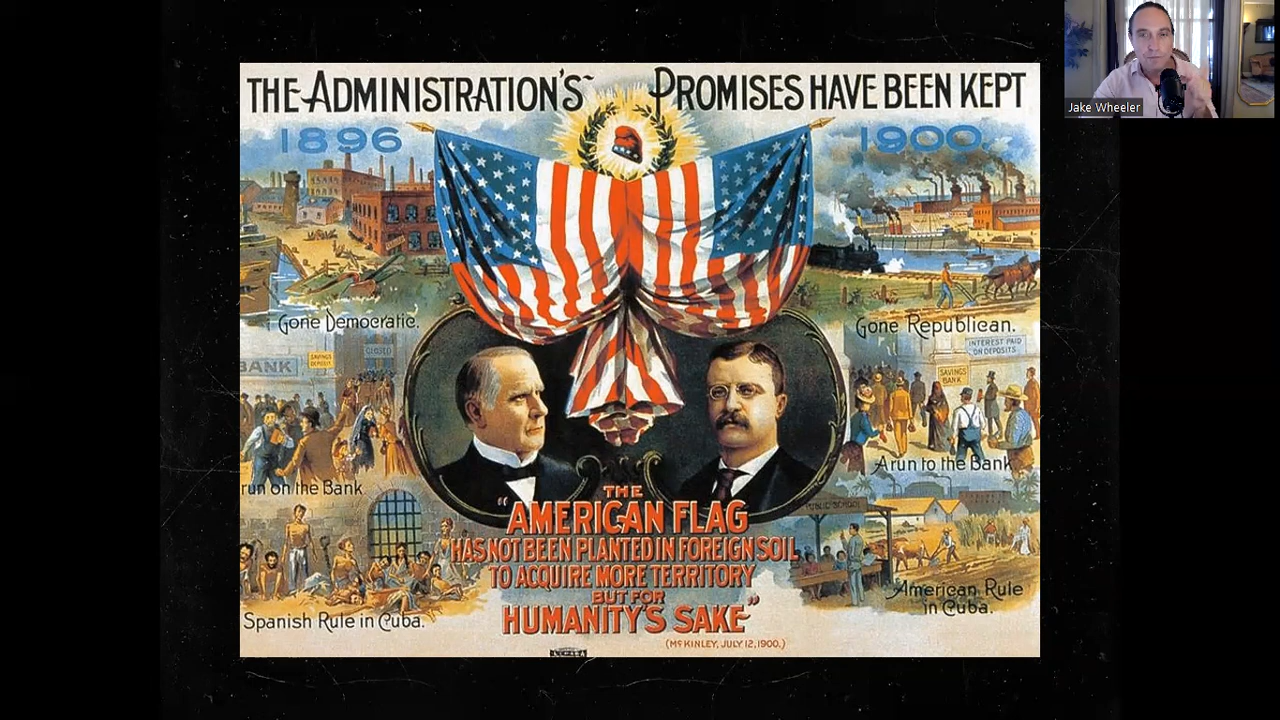 THE ADMINISTRATION'S PROMISES HAVE BEEN KEPT
1896
1900.
Gone Democratic.
Gone Republican.
BANK
SAVINGS
DEPOSIT
CLOSED
INTEREST PAID
ON DEPOSITS
SAVINGS
BANK
run on the Bank
A run to the Bank
Spanish Rule in Cuba.
PUBLIC SCHOOL
American Rule
in Cuba.
THE
"AMERICAN FLAG
HAS NOT BEEN PLANTED IN FOREIGN SOIL
TO ACQUIRE MORE TERRITORY
BUT FOR
HUMANITY'S SAKE"
(McKINLEY, JULY 12, 1900.)
Jake Wheeler